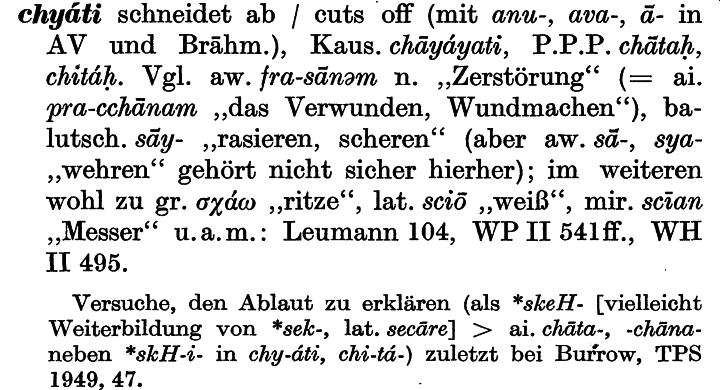 chyáti schneidet ab / cuts off (mit anu-, ava-, ā- in
AV und Brāhm.), Kaus. chāyáyati, P.P.P. chātaḥ,
chitáḥ. Vgl. aw. fra-sānəm n. ,,Zerstörung“ (= ai.
pra-cchānam ,,das Verwunden, Wundmachen“), ba-
lutsch. sāy- ,,rasieren, scheren“ (aber aw. sā-, sya-
,,wehren“ gehört nicht sicher hierher); im weiteren
wohl zu gr. σχάω ,,ritze“, lat. sciō ,,weiß“, mir. scīan
,,Messer“ u. a. m.: Leumann 104, WP II 541ff., WH
II 495.
Versuche, den Ablaut zu erklären (als *skeH- [vielleicht
Weiterbildung von *sek-, lat. secāre] > ai. chāta-, -chāna-
neben *skH-i- in chy-áti, chi-tá-) zuletzt bei Burrow, TPS
1949, 47.